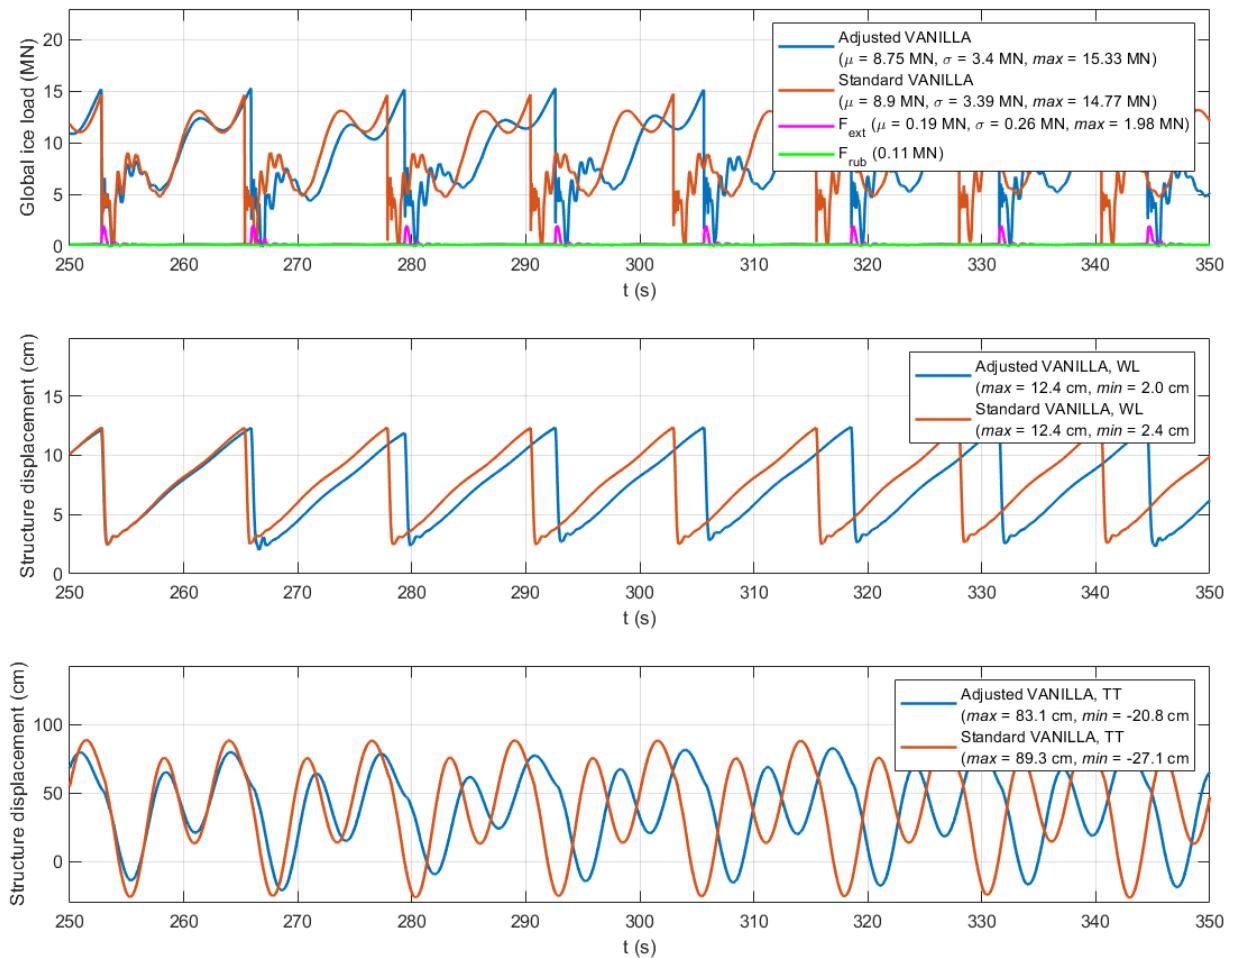 Global ice load (MN)
20
15
10
5
0
Adjusted VANILLA
(μ = 8.75 MN, σ = 3.4 MN, max = 15.33 MN)
Standard VANILLA
(μ = 8.9 MN, σ = 3.39 MN, max = 14.77 MN)
F_ext (μ = 0.19 MN, σ = 0.26 MN, max = 1.98 MN)
F_rub (0.11 MN)
250 260 270 280 290 300 310 320 330 340 350
t (s)
Structure displacement (cm)
15
10
5
0
Adjusted VANILLA, WL
(max = 12.4 cm, min = 2.0 cm
Standard VANILLA, WL
(max = 12.4 cm, min = 2.4 cm
250 260 270 280 290 300 310 320 330 340 350
t (s)
Structure displacement (cm)
100
50
0
Adjusted VANILLA, TT
(max = 83.1 cm, min = -20.8 cm
Standard VANILLA, TT
(max = 89.3 cm, min = -27.1 cm
250 260 270 280 290 300 310 320 330 340 350
t (s)